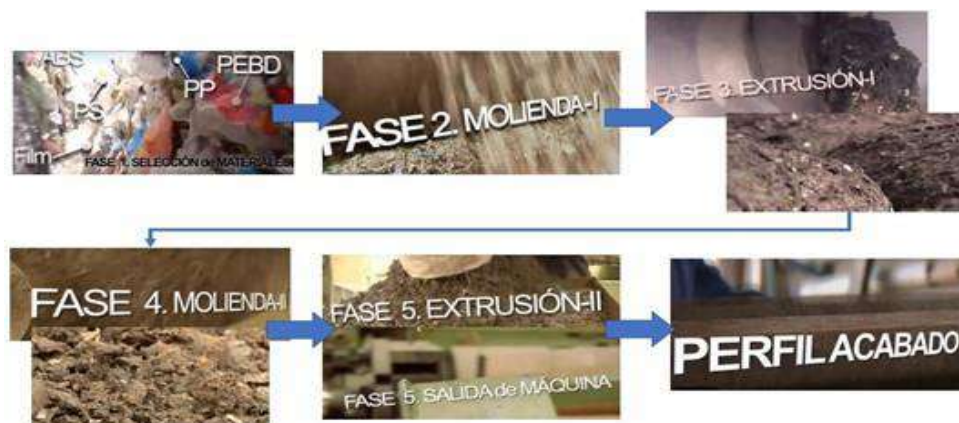 ABS
PP
PEBD
PS
Film
FASE 1. SELECCIÓN de MATERIALES
FASE 2. MOLIENDA-I
FASE 3. EXTRUSIÓN-I
FASE 4. MOLIENDA-II
FASE 5. EXTRUSIÓN-II
FASE 5. SALIDA de MÁQUINA
PERFIL ACABADO